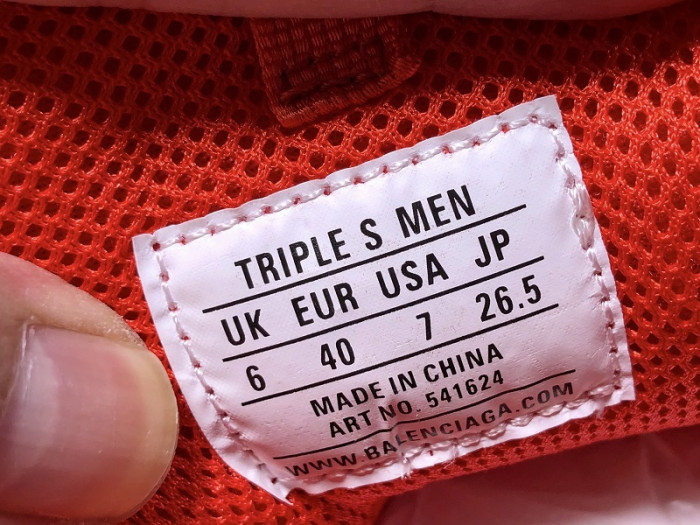 TRIPLE S MEN
UK EUR USA JP
6 40 7 26.5
MADE IN CHINA
ART NO. 541624
WWW.BALENCIAGA.COM